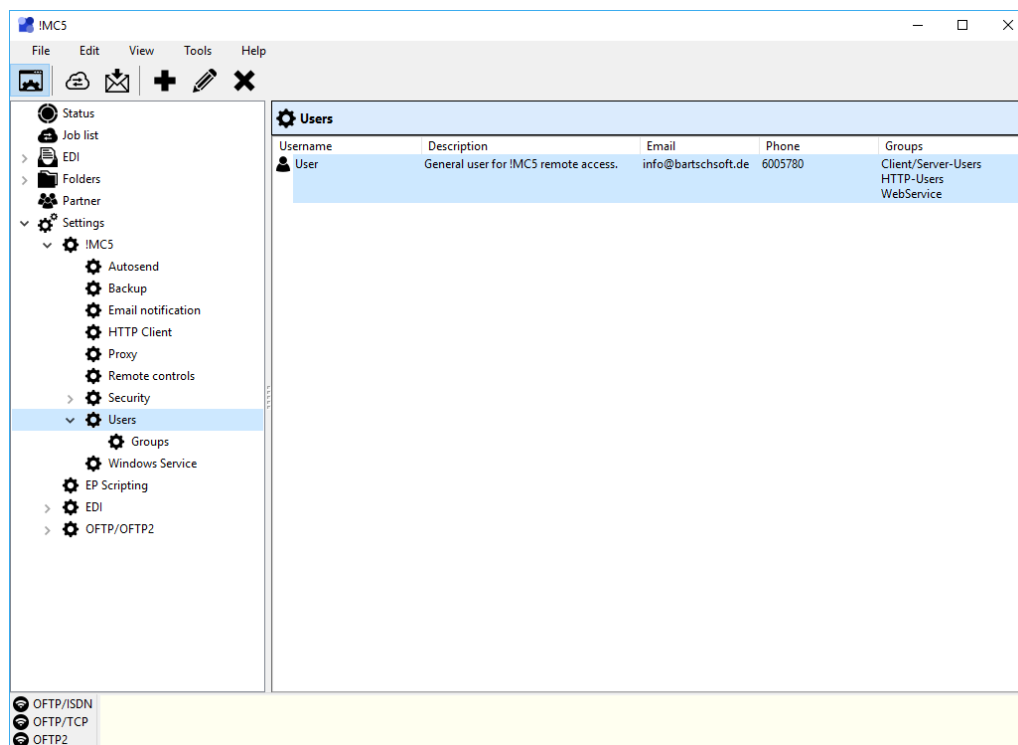 !MC5
File Edit View Tools Help
Status
Job list
EDI
Folders
Partner
Settings
!MC5
Autosend
Backup
Email notification
HTTP Client
Proxy
Remote controls
Security
Users
Groups
Windows Service
EP Scripting
EDI
OFTP/OFTP2
Users
Username Description Email Phone Groups
User General user for !MC5 remote access. info@bartschsoft.de 6005780 Client/Server-Users
HTTP-Users
WebService
OFTP/ISDN
OFTP/TCP
OFTP2